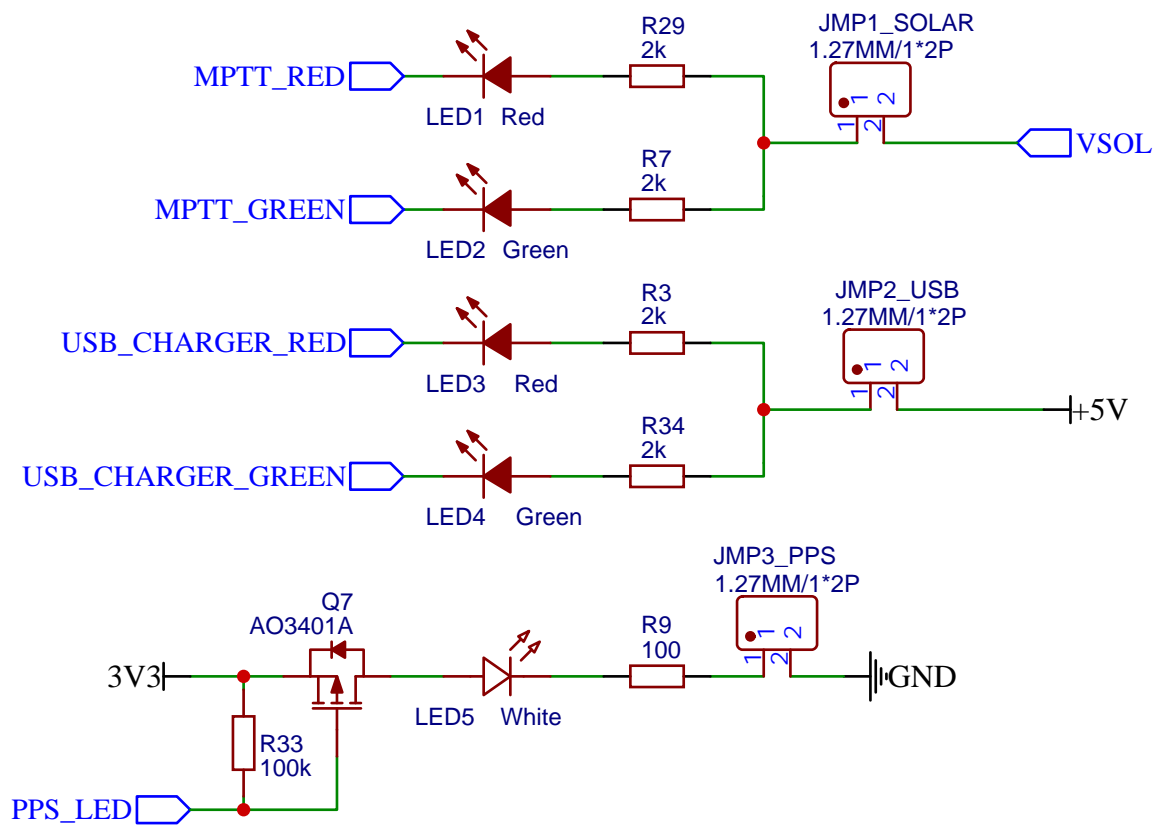 JMP1_SOLAR
1.27MM/1*2P
R29
2k
MPTT_RED
LED1 Red
1 2
1 2
VSOL
R7
2k
MPTT_GREEN
LED2 Green
R3
2k
JMP2_USB
1.27MM/1*2P
USB_CHARGER_RED
LED3 Red
1 2
1 2
+5V
R34
2k
USB_CHARGER_GREEN
LED4 Green
JMP3_PPS
1.27MM/1*2P
Q7
AO3401A
R9
100
1 2
1 2
3V3
GND
LED5 White
R33
100k
PPS_LED